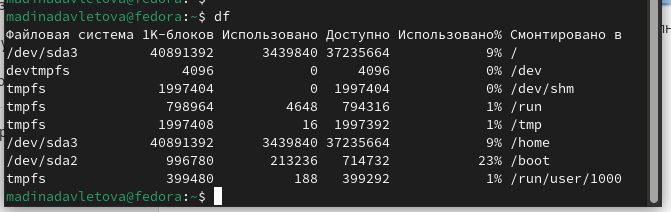 madinadavletova@fedora:~$ df
Файловая система 1K-блоков Использовано Доступно Использовано% Смонтировано в
/dev/sda3 40891392 3439840 37235664 9% /
devtmpfs 4096 0 4096 0% /dev
tmpfs 1997404 0 1997404 0% /dev/shm
tmpfs 798964 4648 794316 1% /run
tmpfs 1997408 16 1997392 1% /tmp
/dev/sda3 40891392 3439840 37235664 9% /home
/dev/sda2 996780 213236 714732 23% /boot
tmpfs 399480 188 399292 1% /run/user/1000
madinadavletova@fedora:~$